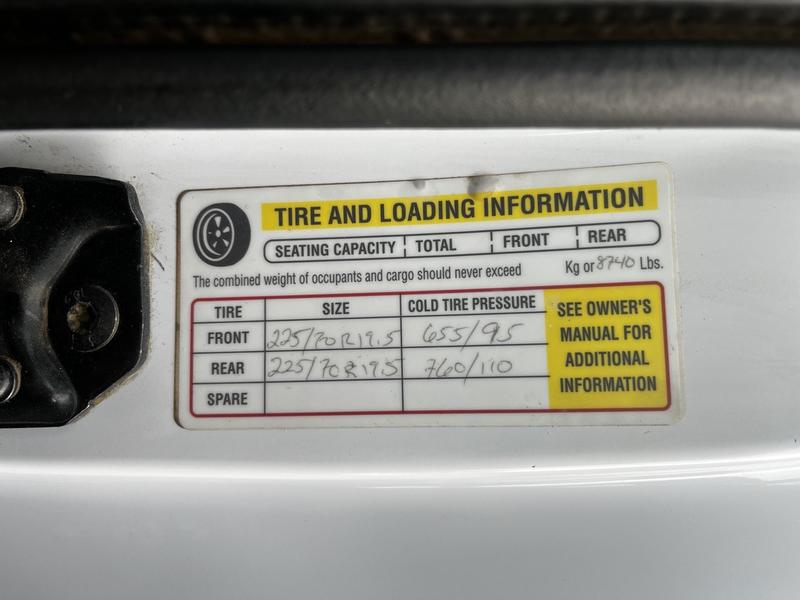 TIRE AND LOADING INFORMATION
SEATING CAPACITY TOTAL FRONT REAR
The combined weight of occupants and cargo should never exceed Kg or 8740 Lbs.
TIRE SIZE COLD TIRE PRESSURE
FRONT 225/70R19.5 655/95
REAR 225/70R19.5 760/110
SPARE
SEE OWNER'S
MANUAL FOR
ADDITIONAL
INFORMATION